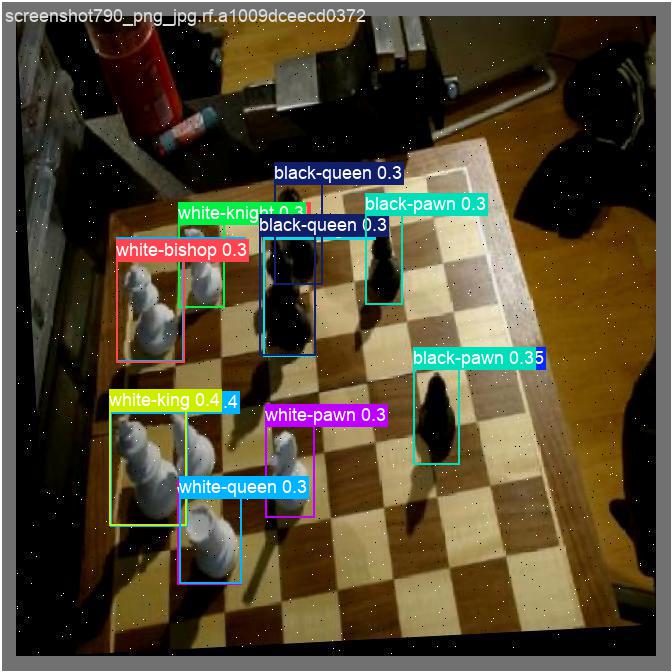 screenshot790_png_jpg.rf.a1009dceecd0372
black-queen 0.3
white-knight 0.3
black-pawn 0.3
black-queen 0.3
white-bishop 0.3
black-pawn 0.35
white-king 0.4
.4
white-pawn 0.3
white-queen 0.3